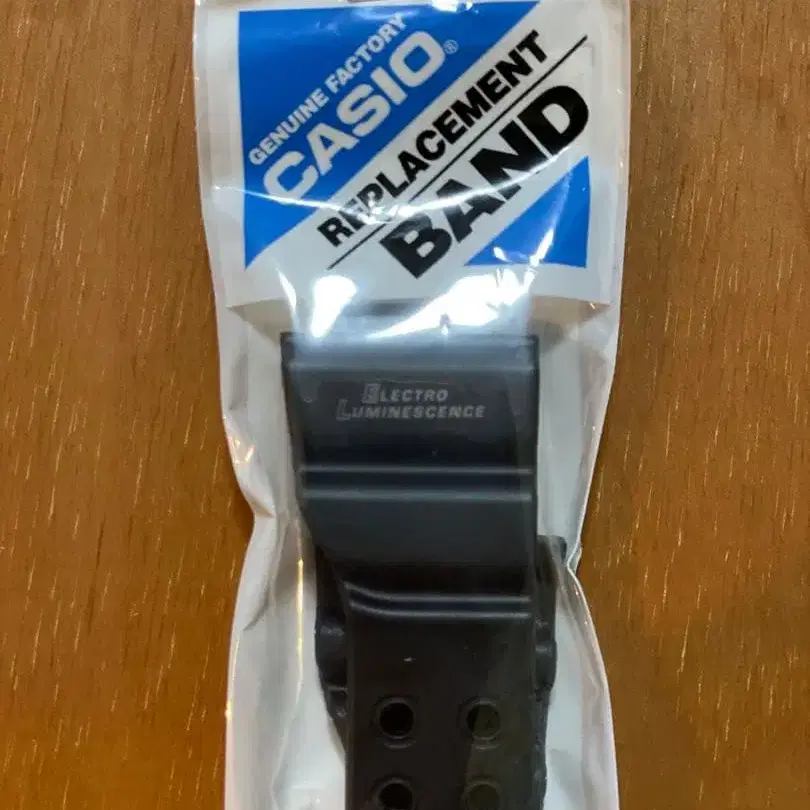 GENUINE FACTORY
CASIO®
REPLACEMENT
BAND
ELECTRO
LUMINESCENCE